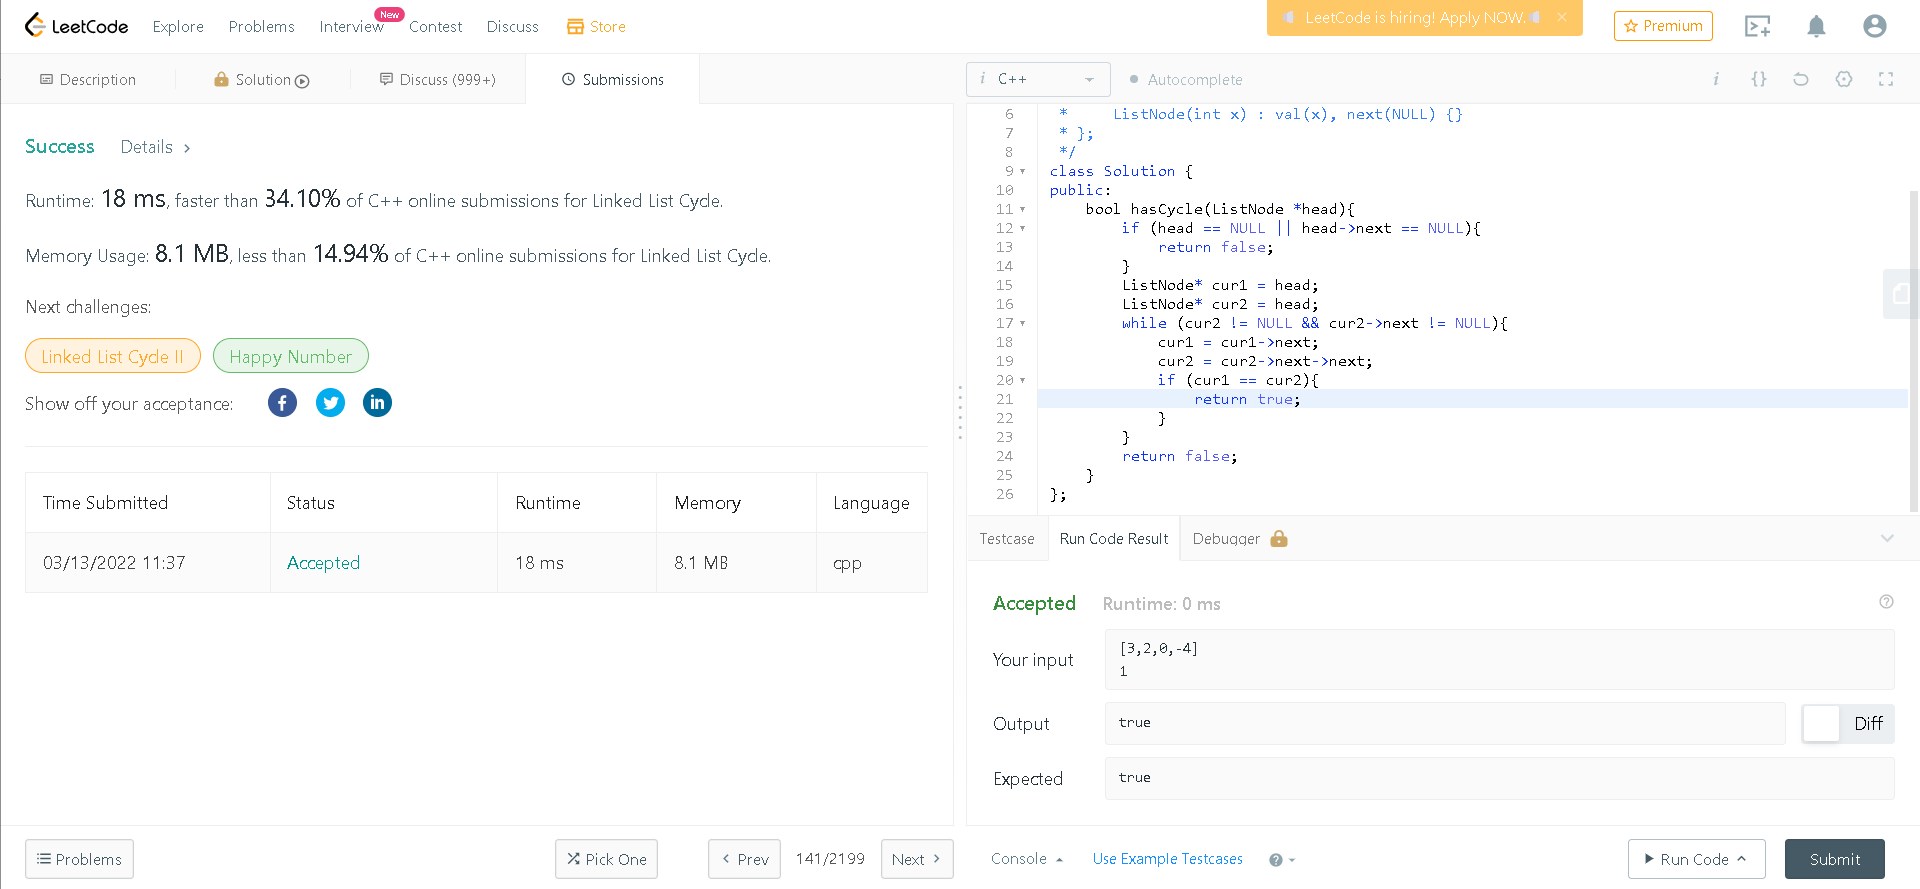 LeetCode Explore Problems Interview New Contest Discuss Store LeetCode is hiring! Apply NOW. × Premium
Description Solution Discuss (999+) Submissions
Success Details >
Runtime: 18 ms, faster than 34.10% of C++ online submissions for Linked List Cycle.
Memory Usage: 8.1 MB, less than 14.94% of C++ online submissions for Linked List Cycle.
Next challenges:
Linked List Cycle II Happy Number
Show off your acceptance:
Time Submitted Status Runtime Memory Language
03/13/2022 11:37 Accepted 18 ms 8.1 MB cpp
Problems Pick One < Prev 141/2199 Next >
i C++ Autocomplete i {}
6 * ListNode(int x) : val(x), next(NULL) {}
7 * };
8 */
9 class Solution {
10 public:
11 bool hasCycle(ListNode *head){
12 if (head == NULL || head->next == NULL){
13 return false;
14 }
15 ListNode* cur1 = head;
16 ListNode* cur2 = head;
17 while (cur2 != NULL && cur2->next != NULL){
18 cur1 = cur1->next;
19 cur2 = cur2->next->next;
20 if (cur1 == cur2){
21 return true;
22 }
23 }
24 return false;
25 }
26 };
Testcase Run Code Result Debugger
Accepted Runtime: 0 ms
Your input
[3,2,0,-4]
1
Output true Diff
Expected true
Console Use Example Testcases Run Code Submit